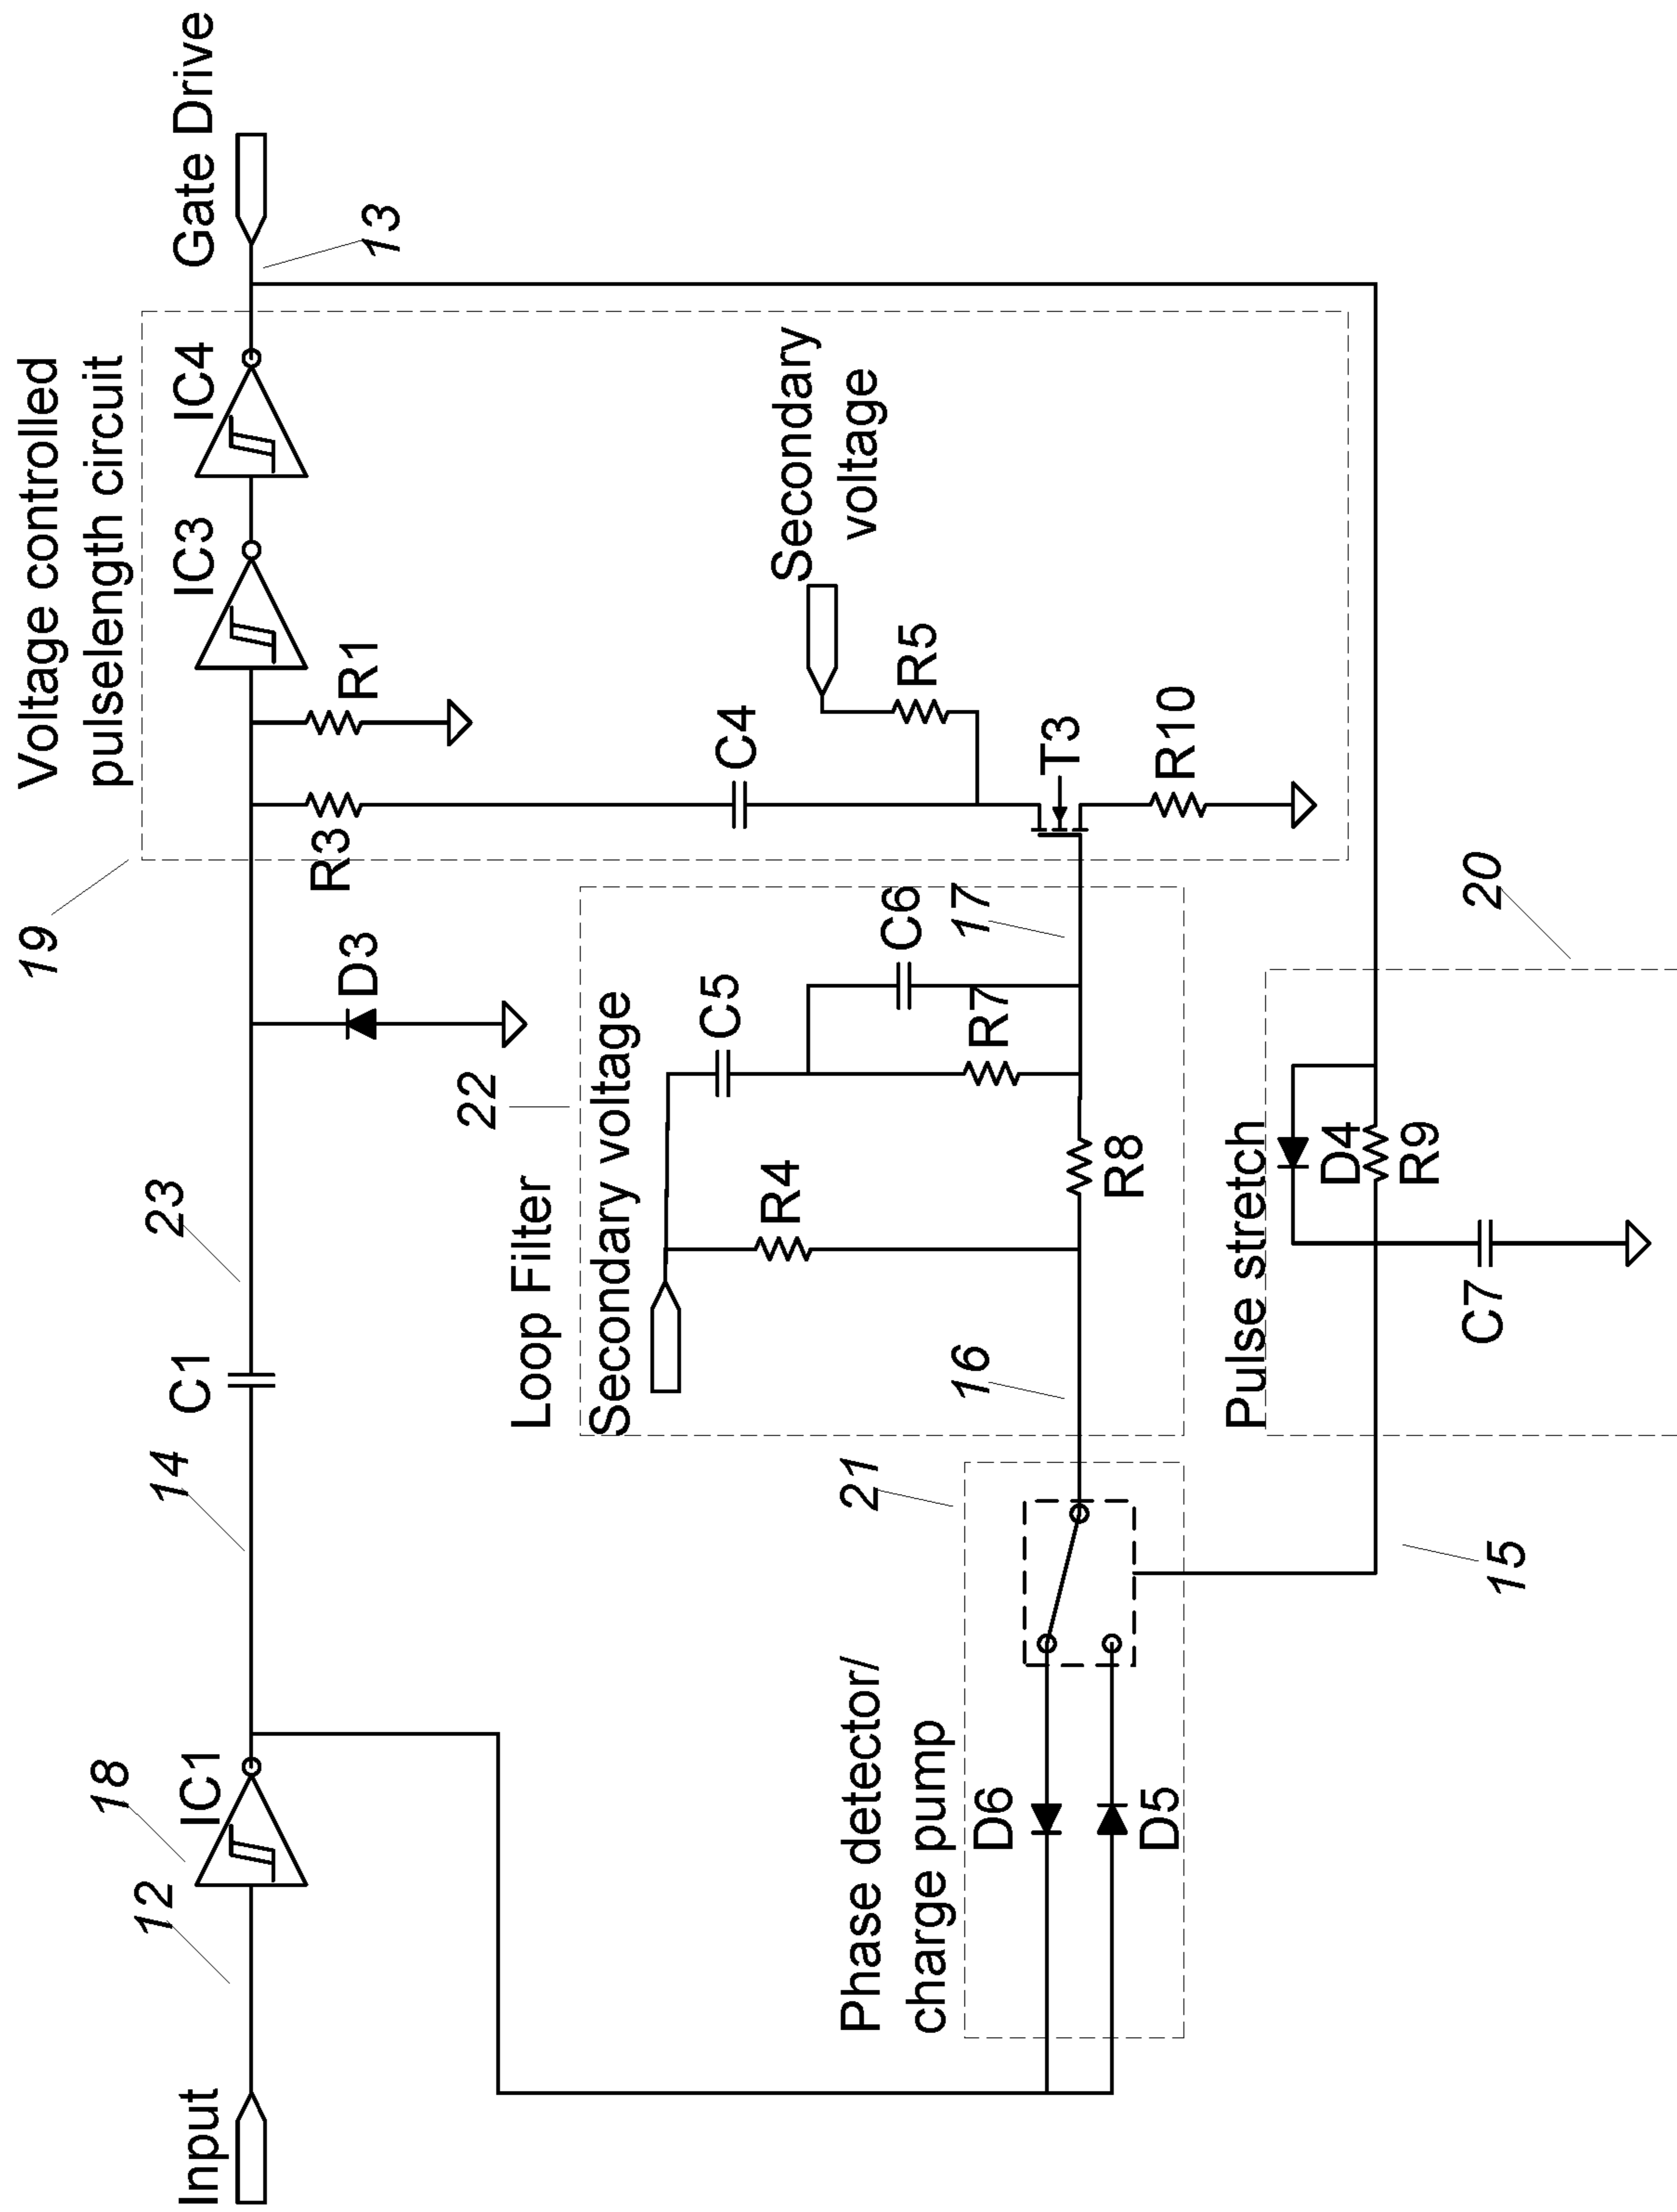 Voltage controlled
pulselength circuit
19
Input
12
18
IC1
14
C1
23
D3
R3
R1
IC3
IC4
Gate Drive
13
Loop Filter
22
Secondary voltage
R4
C5
C6
R7
R8
16
17
C4
Secondary
voltage
R5
T3
R10
Phase detector/
charge pump
21
D6
D5
Pulse stretch
20
D4
R9
C7
15